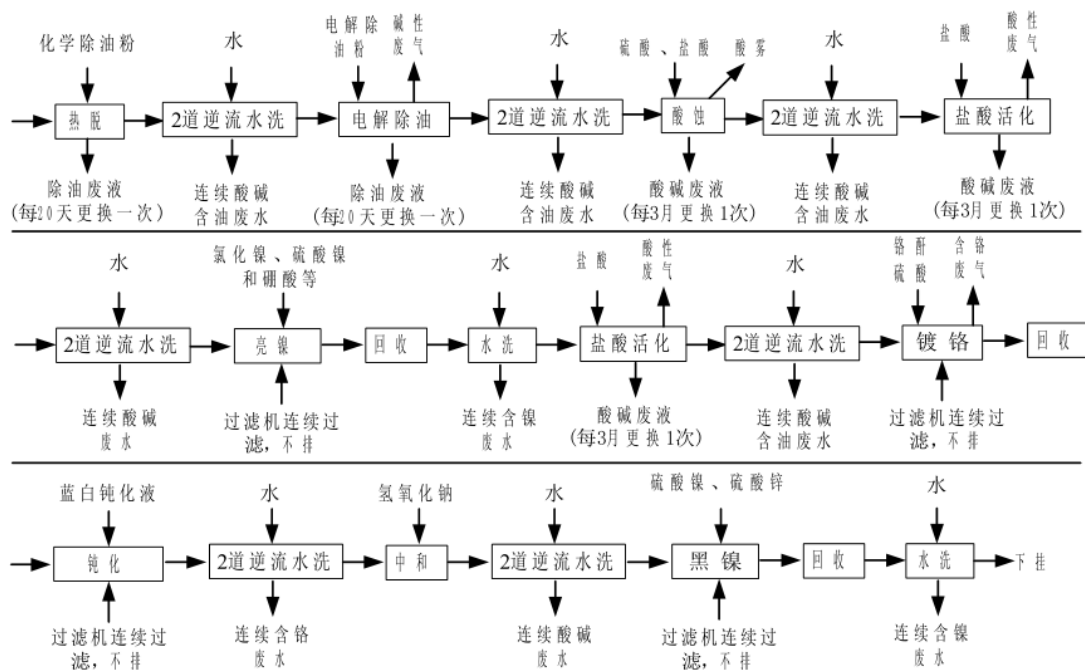 化学除油粉
水
电解除
油粉
碱性
废气
水
硫酸、盐酸
酸雾
水
盐酸
酸性
废气
热脱
2道逆流水洗
电解除油
2道逆流水洗
酸蚀
2道逆流水洗
盐酸活化
除油废液
(每20天更换一次)
连续酸碱
含油废水
除油废液
(每20天更换一次)
连续酸碱
含油废水
酸碱废液
(每3月更换1次)
连续酸碱
含油废水
酸碱废液
(每3月更换1次)
水
氯化镍、硫酸镍
和硼酸等
水
盐酸
酸性
废气
水
铬酐
硫酸
含铬
废气
2道逆流水洗
亮镍
回收
水洗
盐酸活化
2道逆流水洗
镀铬
回收
连续酸碱
废水
过滤机连续过
滤，不排
连续含镍
废水
酸碱废液
(每3月更换1次)
连续酸碱
含油废水
过滤机连续过
滤，不排
蓝白钝化液
水
氢氧化钠
水
硫酸镍、硫酸锌
水
钝化
2道逆流水洗
中和
2道逆流水洗
黑镍
回收
水洗
下挂
过滤机连续过
滤，不排
连续含铬
废水
连续酸碱
废水
过滤机连续过
滤，不排
连续含镍
废水